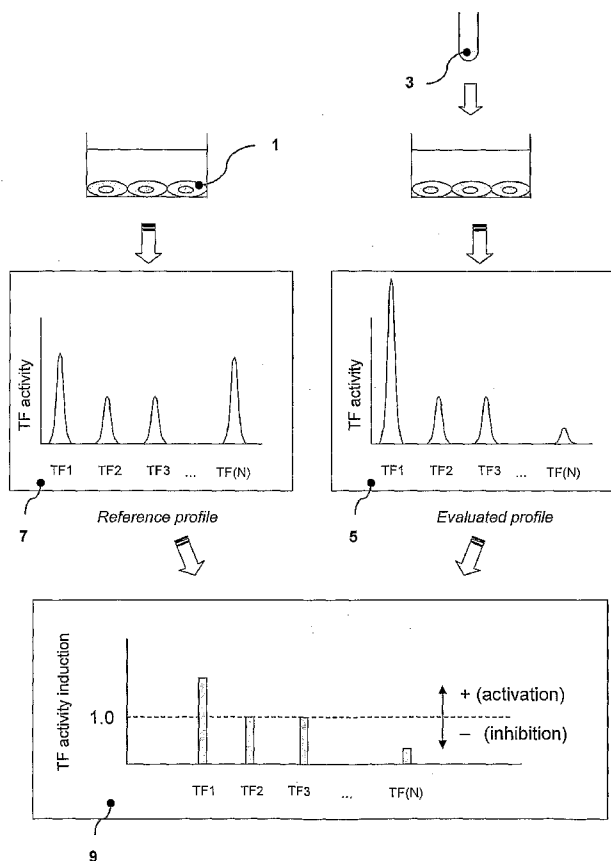 3
1
TF activity
TF1 TF2 TF3 ... TF(N)
7
Reference profile
TF activity
TF1 TF2 TF3 ... TF(N)
5
Evaluated profile
TF activity induction
1.0
+ (activation)
– (inhibition)
TF1 TF2 TF3 ... TF(N)
9